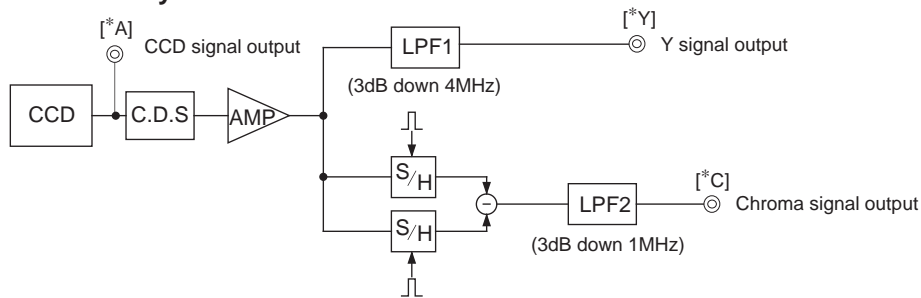 [*A]
CCD signal output
[*Y]
Y signal output
LPF1
(3dB down 4MHz)
CCD
C.D.S
AMP
S/H
S/H
−
LPF2
(3dB down 1MHz)
[*C]
Chroma signal output